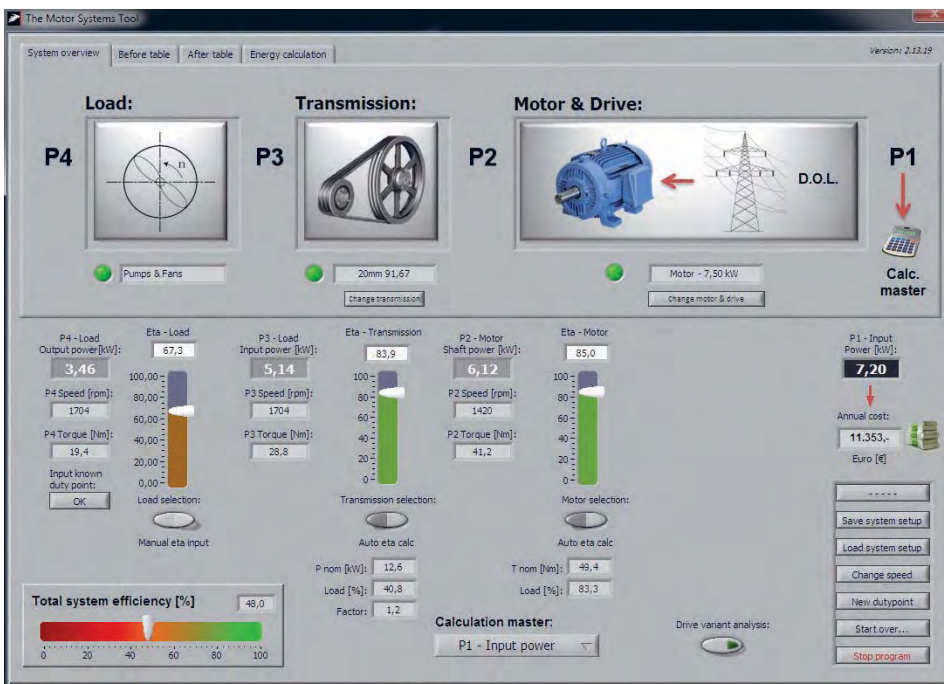 The Motor Systems Tool
System overview
Before table
After table
Energy calculation
Version: 2.13.19
Load:
Transmission:
Motor & Drive:
P4
n
P3
P2
D.O.L.
P1
Calc.
master
Pumps & Fans
20mm 91,67
Motor - 7,50 kW
Change transmission
Change motor & drive
P4 - Load
Output power[kW]:
3,46
P4 Speed [rpm]:
1704
P4 Torque [Nm]:
19,4
Input known
duty point:
OK
Eta - Load
67,3
100,00
80,00
60,00
40,00
20,00
0,00
Load selection:
Manual eta input
P3 - Load
Input power [kW]:
5,14
P3 Speed [rpm]:
1704
P3 Torque [Nm]:
28,8
Eta - Transmission
83,9
100
80
60
40
20
0
Transmission selection:
Auto eta calc
P nom [kW]: 12,6
Load [%]: 40,8
Factor: 1,2
P2 - Motor
Shaft power [kW]:
6,12
P2 Speed [rpm]:
1420
P2 Torque [Nm]:
41,2
Eta - Motor
85,0
100
80
60
40
20
0
Motor selection:
Auto eta calc
T nom [Nm]: 49,4
Load [%]: 83,3
P1 - Input
Power [kW]:
7,20
Annual cost:
11.353,-
Euro [€]
- - - - -
Save system setup
Load system setup
Change speed
New dutypoint
Start over...
Stop program
Total system efficiency [%] 48,0
0 20 40 60 80 100
Calculation master:
P1 - Input power
Drive variant analysis: